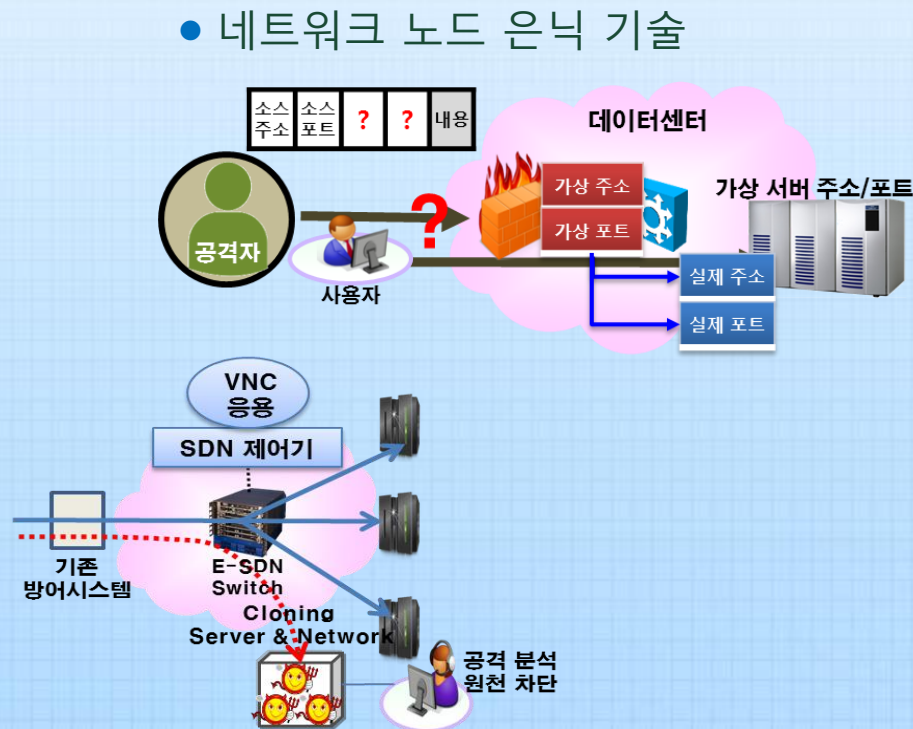 • 네트워크 노드 은닉 기술
소스
주소
소스
포트
?
?
내용
데이터센터
가상 주소
가상 포트
가상 서버 주소/포트
공격자
?
사용자
실제 주소
실제 포트
VNC
응용
SDN 제어기
기존
방어시스템
E-SDN
Switch
Cloning
Server & Network
공격 분석
원천 차단